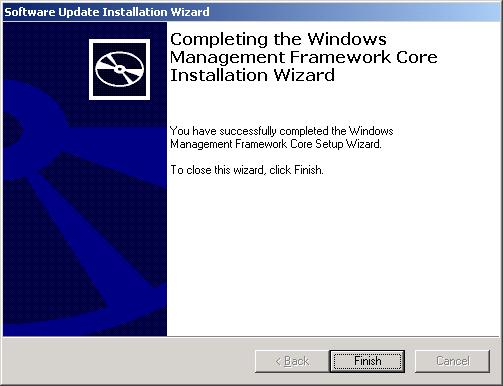 Software Update Installation Wizard
Completing the Windows
Management Framework Core
Installation Wizard
You have successfully completed the Windows
Management Framework Core Setup Wizard.
To close this wizard, click Finish.
< Back
Finish
Cancel